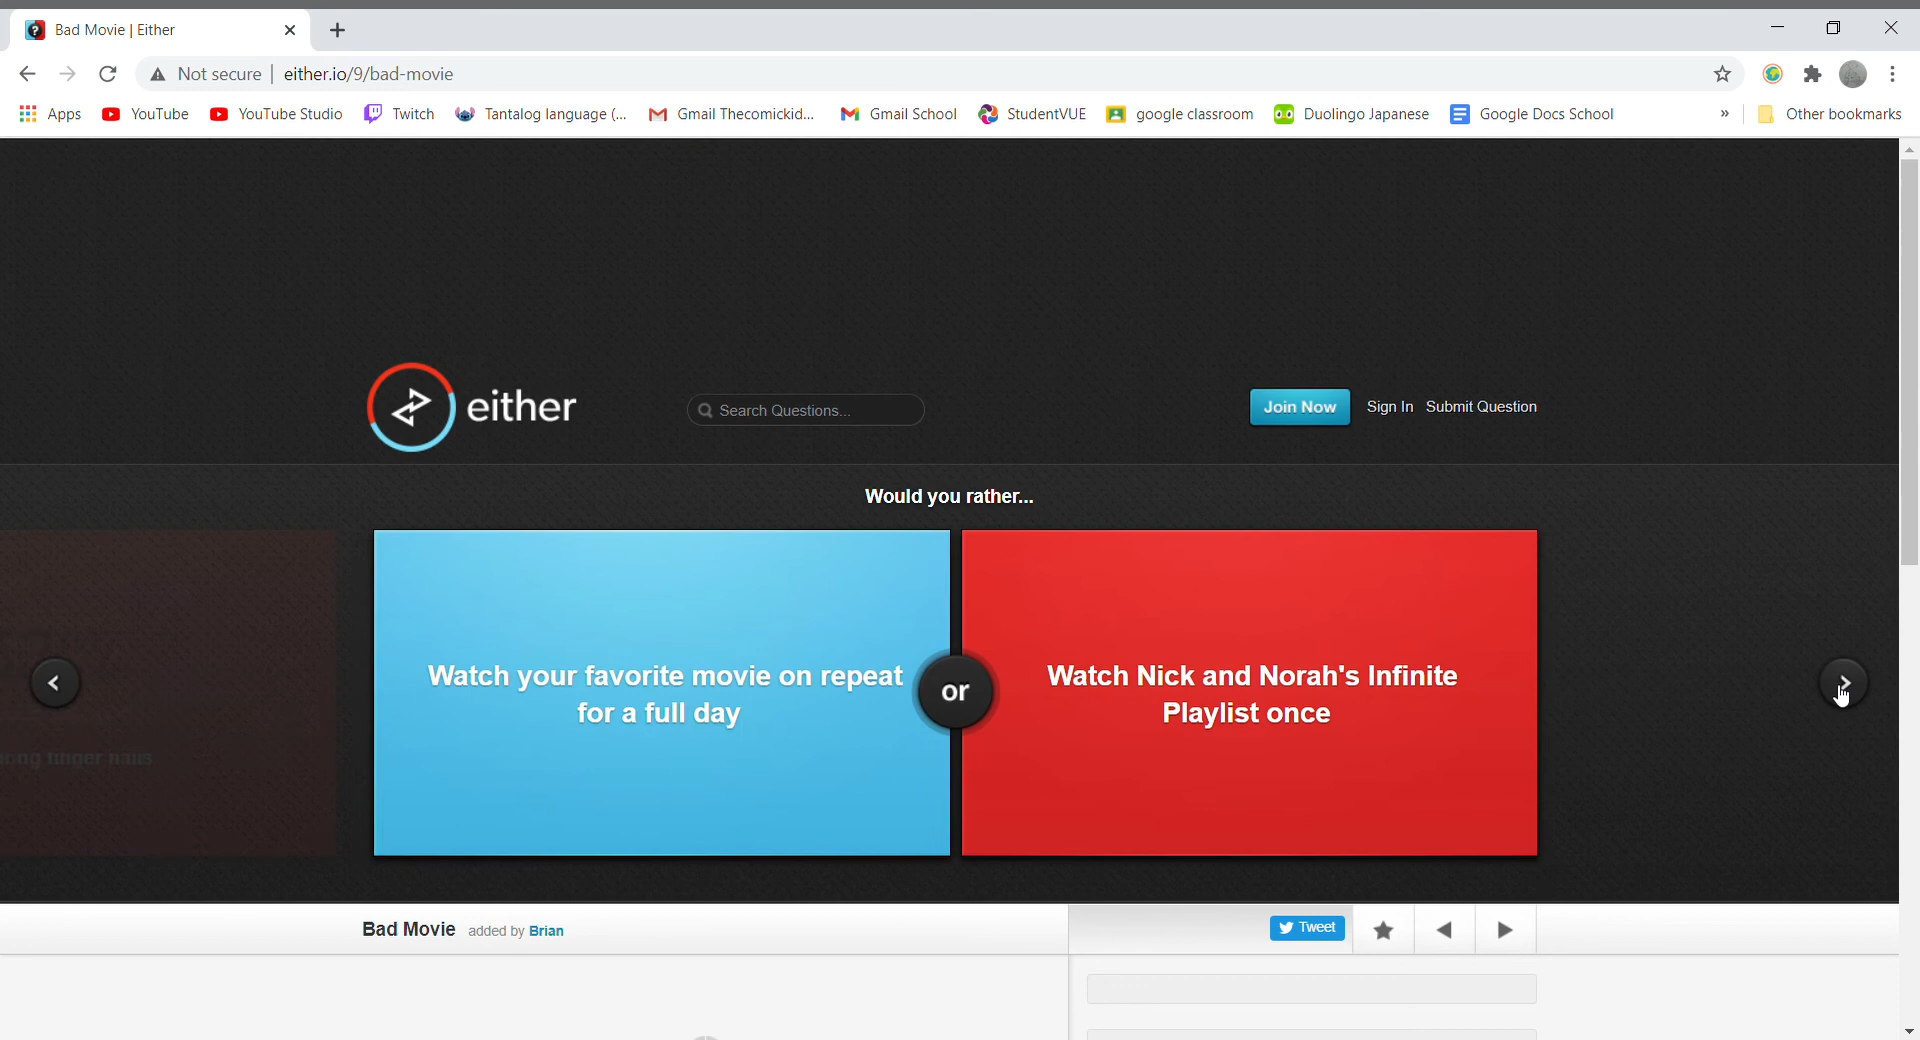 Bad Movie | Either
Not secure | either.io/9/bad-movie
Apps YouTube YouTube Studio Twitch Tantalog language (... Gmail Thecomickid... Gmail School StudentVUE google classroom Duolingo Japanese Google Docs School » Other bookmarks
either
Search Questions...
Join Now Sign In Submit Question
Would you rather...
Watch your favorite movie on repeat
for a full day
or
Watch Nick and Norah's Infinite
Playlist once
long finger nails
Bad Movie added by Brian
Tweet